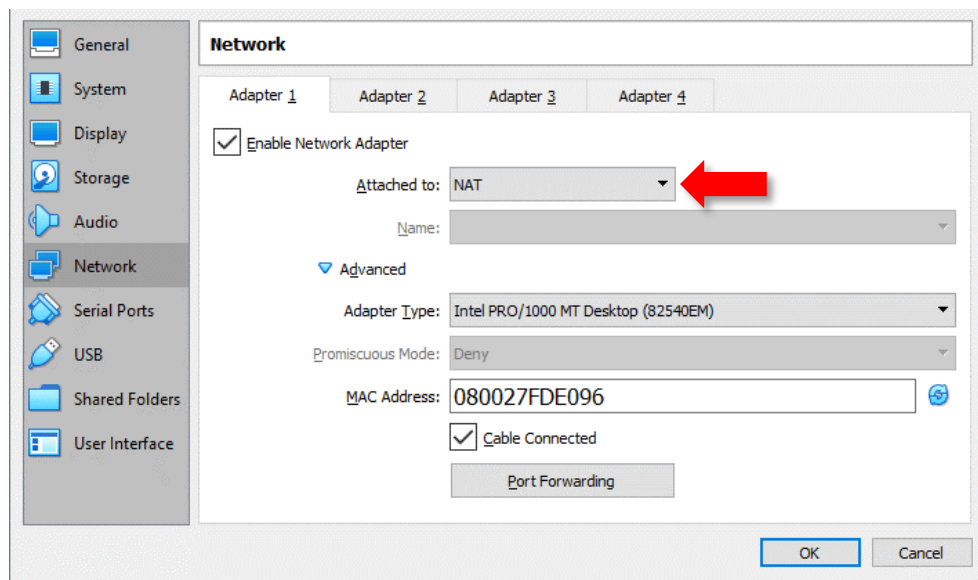 General
System
Display
Storage
Audio
Network
Serial Ports
USB
Shared Folders
User Interface
Network
Adapter 1 Adapter 2 Adapter 3 Adapter 4
Enable Network Adapter
Attached to: NAT
Name:
Advanced
Adapter Type: Intel PRO/1000 MT Desktop (82540EM)
Promiscuous Mode: Deny
MAC Address: 080027FDE096
Cable Connected
Port Forwarding
OK Cancel